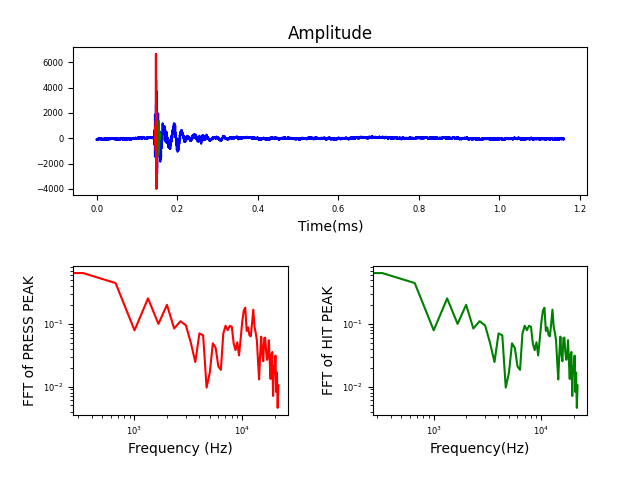 Amplitude
6000
4000
2000
0
−2000
−4000
0.0 0.2 0.4 0.6 0.8 1.0 1.2
Time(ms)
FFT of PRESS PEAK
10⁻¹
10⁻²
10³ 10⁴
Frequency (Hz)
FFT of HIT PEAK
10⁻¹
10⁻²
10³ 10⁴
Frequency(Hz)